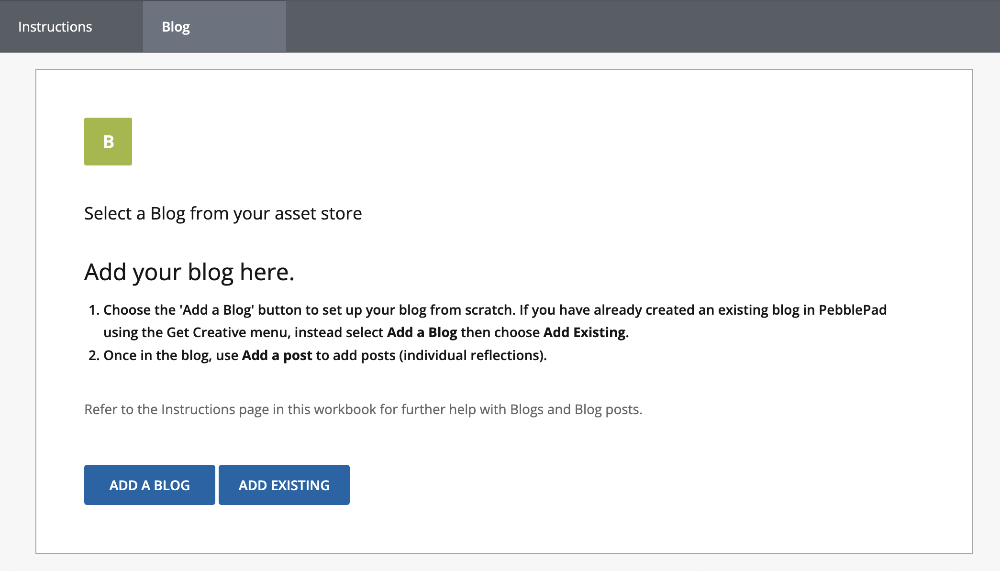 Instructions
Blog
B
Select a Blog from your asset store
Add your blog here.
1. Choose the 'Add a Blog' button to set up your blog from scratch. If you have already created an existing blog in PebblePad
using the Get Creative menu, instead select Add a Blog then choose Add Existing.
2. Once in the blog, use Add a post to add posts (individual reflections).
Refer to the Instructions page in this workbook for further help with Blogs and Blog posts.
ADD A BLOG
ADD EXISTING